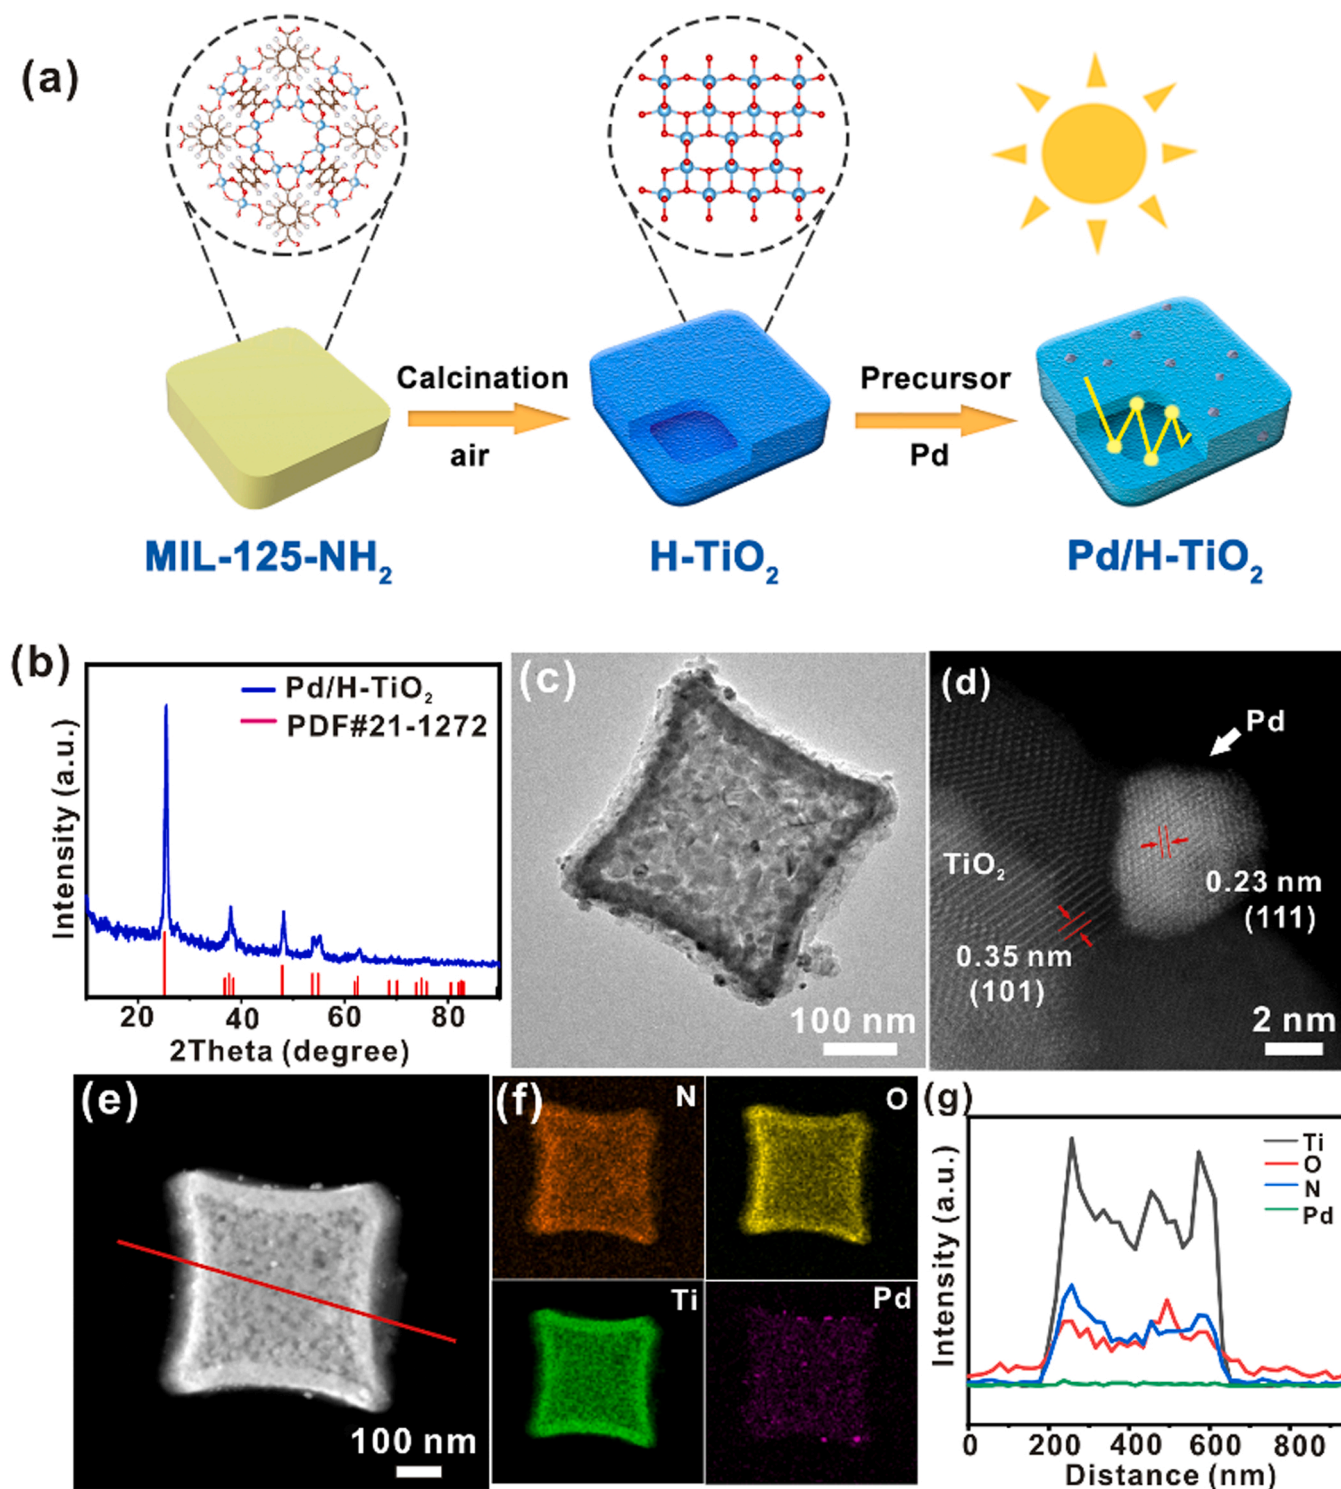 (a)
Calcination
air
Precursor
Pd
MIL-125-NH₂
H-TiO₂
Pd/H-TiO₂
(b)
Pd/H-TiO₂
PDF#21-1272
Intensity (a.u.)
20 40 60 80
2Theta (degree)
(c)
100 nm
(d)
Pd
TiO₂
0.23 nm
(111)
0.35 nm
(101)
2 nm
(e)
100 nm
(f)
N
O
Ti
Pd
(g)
Ti
O
N
Pd
Intensity (a.u.)
0 200 400 600 800
Distance (nm)